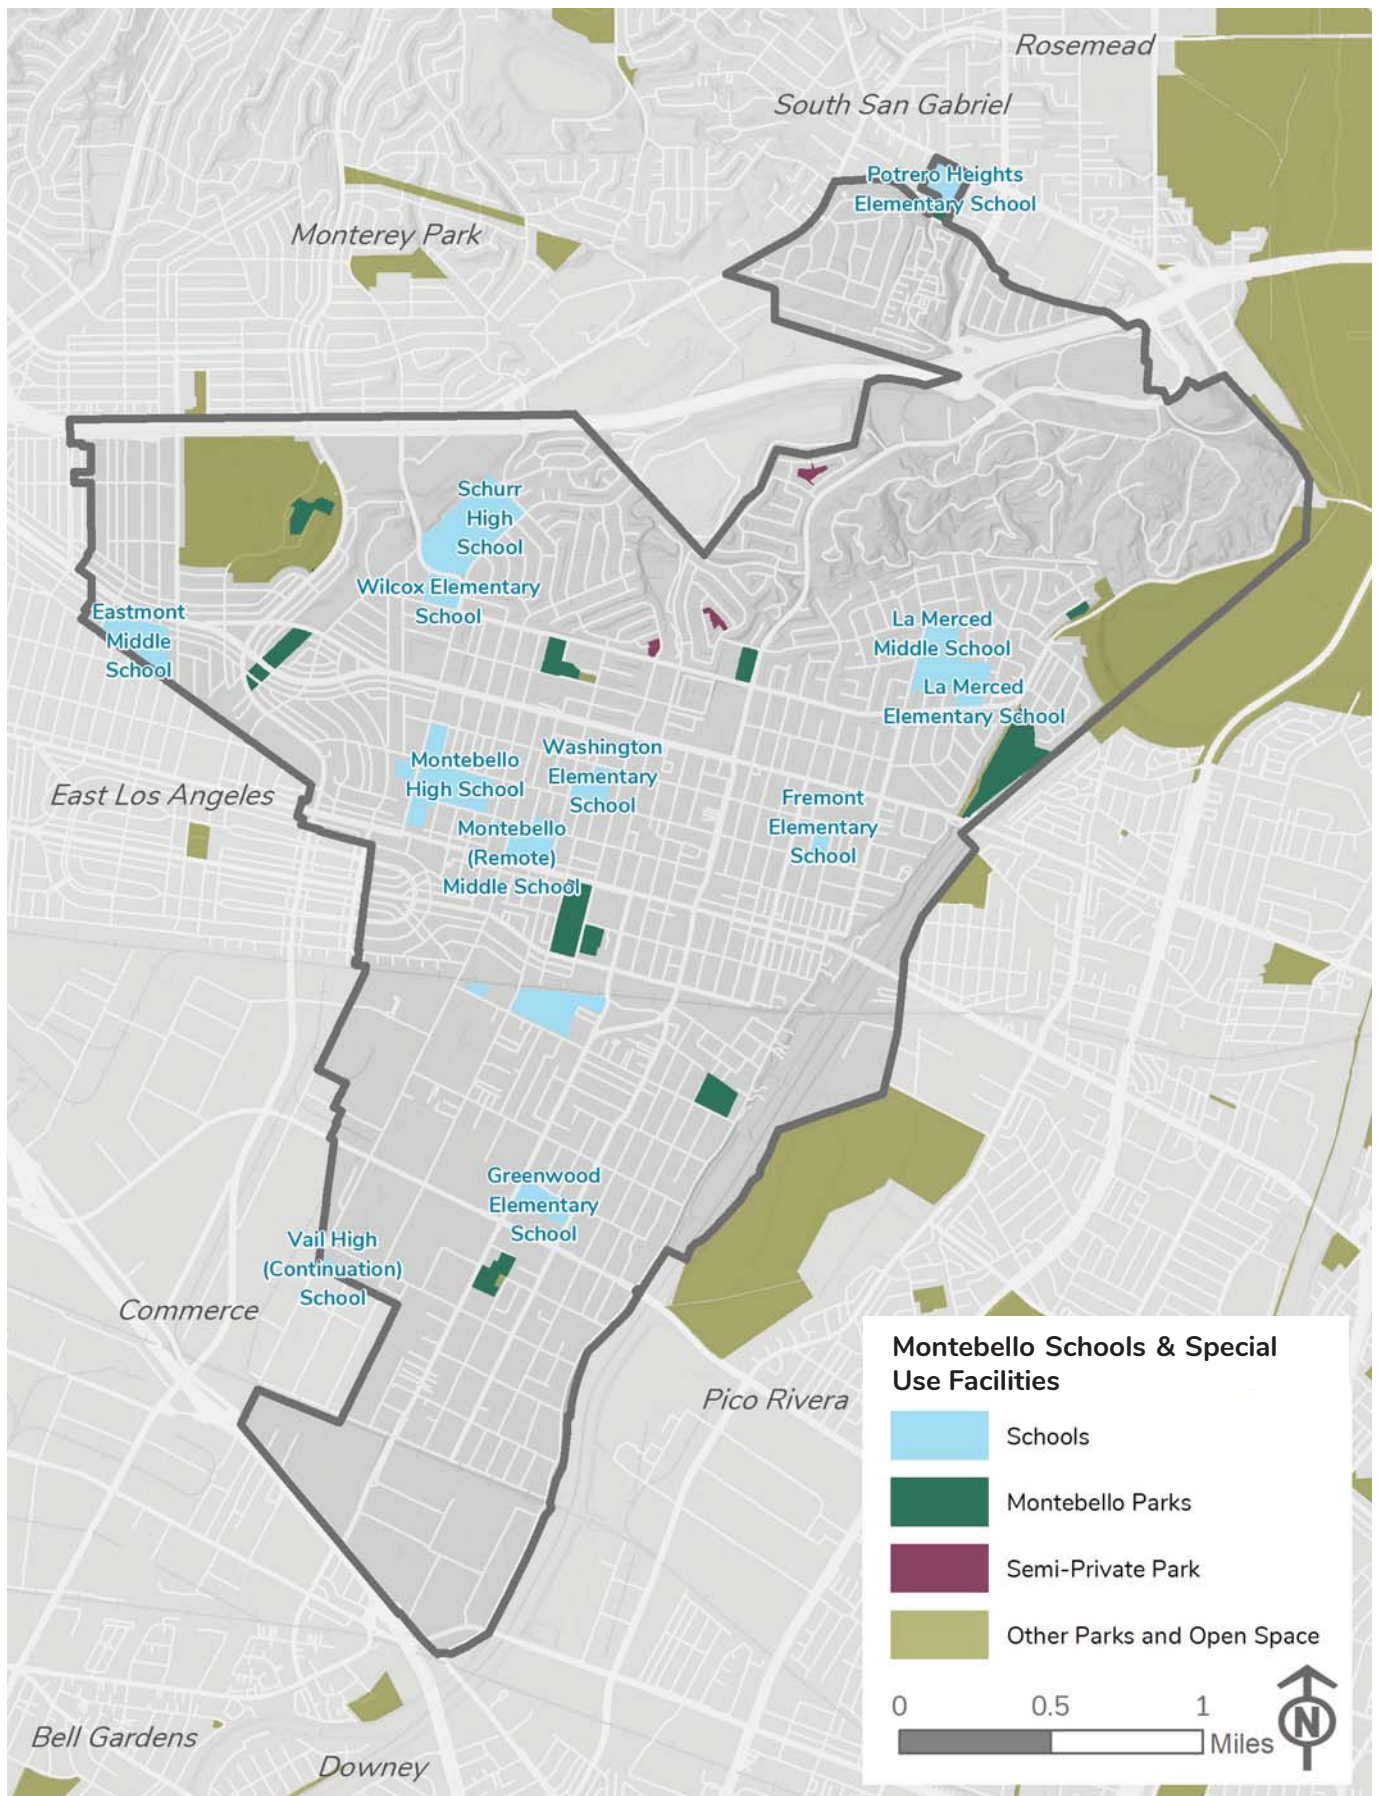 Rosemead
South San Gabriel
Potrero Heights
Elementary School
Monterey Park
Schurr
High
School
Wilcox Elementary
School
Eastmont
Middle
School
La Merced
Middle School
La Merced
Elementary School
Montebello
High School
Washington
Elementary
School
East Los Angeles
Fremont
Elementary
School
Montebello
(Remote)
Middle School
Greenwood
Elementary
School
Vail High
(Continuation)
School
Commerce
Pico Rivera
Montebello Schools & Special
Use Facilities
Schools
Montebello Parks
Semi-Private Park
Other Parks and Open Space
0 0.5 1
Miles
N
Bell Gardens
Downey